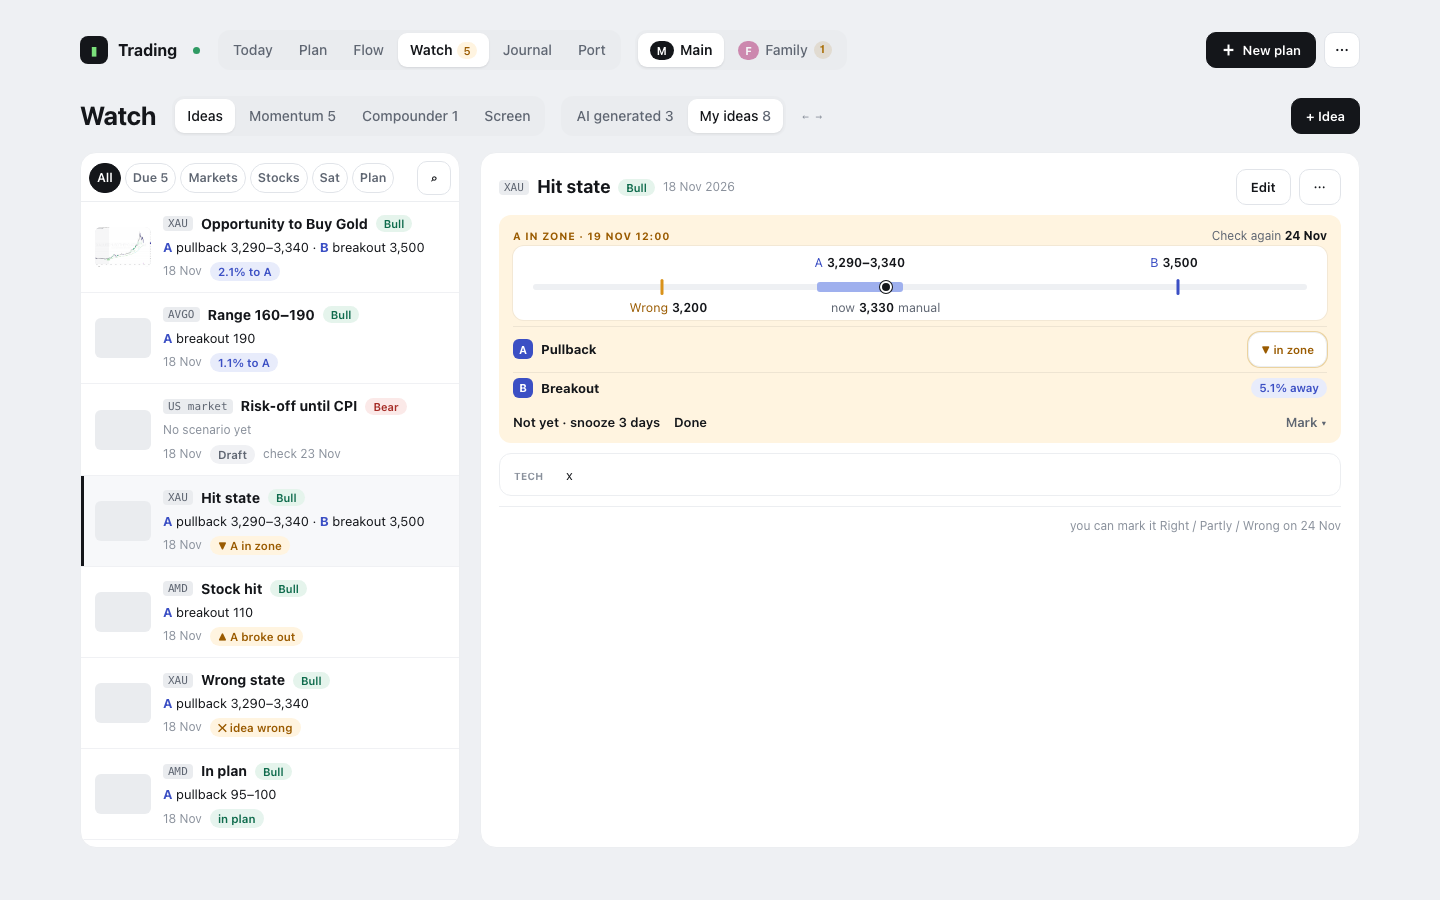 Trading Today Plan Flow Watch 5 Journal Port M Main F Family 1 + New plan ···
Watch Ideas Momentum 5 Compounder 1 Screen AI generated 3 My ideas 8 ← → + Idea
All Due 5 Markets Stocks Sat Plan
XAU Opportunity to Buy Gold Bull
A pullback 3,290–3,340 · B breakout 3,500
18 Nov 2.1% to A
AVGO Range 160–190 Bull
A breakout 190
18 Nov 1.1% to A
US market Risk-off until CPI Bear
No scenario yet
18 Nov Draft check 23 Nov
XAU Hit state Bull
A pullback 3,290–3,340 · B breakout 3,500
18 Nov ▼ A in zone
AMD Stock hit Bull
A breakout 110
18 Nov ▲ A broke out
XAU Wrong state Bull
A pullback 3,290–3,340
18 Nov ✕ idea wrong
AMD In plan Bull
A pullback 95–100
18 Nov in plan
XAU Hit state Bull 18 Nov 2026 Edit ···
A IN ZONE · 19 NOV 12:00 Check again 24 Nov
A 3,290–3,340 B 3,500
Wrong 3,200 now 3,330 manual
A Pullback ▼ in zone
B Breakout 5.1% away
Not yet · snooze 3 days Done Mark ▾
TECH x
you can mark it Right / Partly / Wrong on 24 Nov